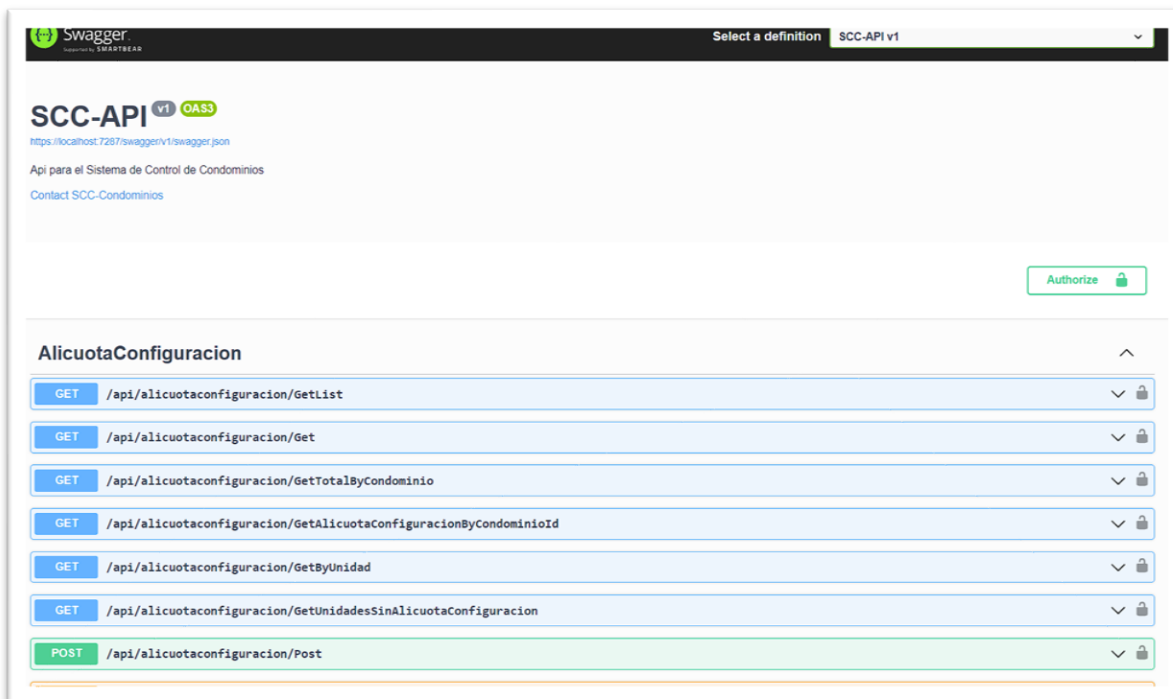 Swagger.
Supported by SMARTBEAR
Select a definition
SCC-API v1
SCC-API v1 OAS3
https://localhost:7287/swagger/v1/swagger.json
Api para el Sistema de Control de Condominios
Contact SCC-Condominios
Authorize
AlicuotaConfiguracion
GET /api/alicuotaconfiguracion/GetList
GET /api/alicuotaconfiguracion/Get
GET /api/alicuotaconfiguracion/GetTotalByCondominio
GET /api/alicuotaconfiguracion/GetAlicuotaConfiguracionByCondominioId
GET /api/alicuotaconfiguracion/GetByUnidad
GET /api/alicuotaconfiguracion/GetUnidadesSinAlicuotaConfiguracion
POST /api/alicuotaconfiguracion/Post